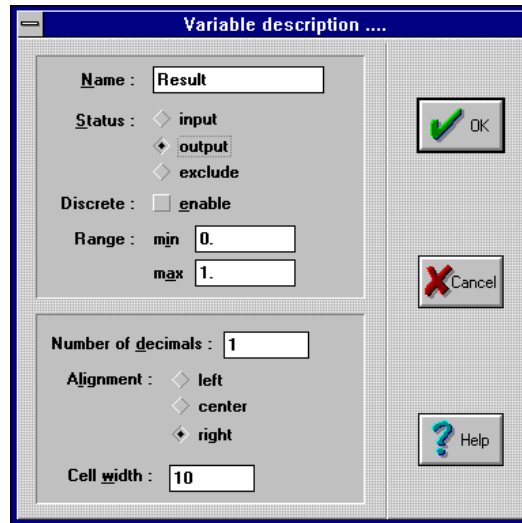 Variable description ....
Name : Result
Status : input
output
exclude
Discrete : enable
Range : min 0.
max 1.
Number of decimals : 1
Alignment : left
center
right
Cell width : 10
OK
Cancel
Help